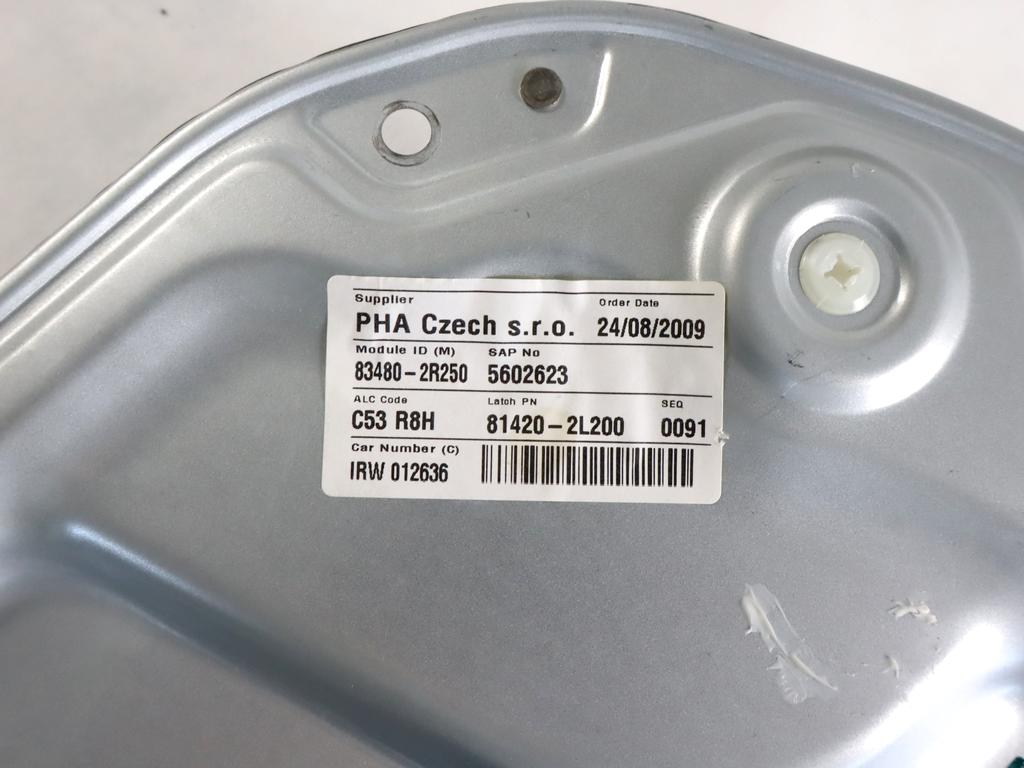 Supplier Order Date
PHA Czech s.r.o. 24/08/2009
Module ID (M) SAP No
83480-2R250 5602623
ALC Code Latch PN SEQ
C53 R8H 81420-2L200 0091
Car Number (C)
IRW 012636